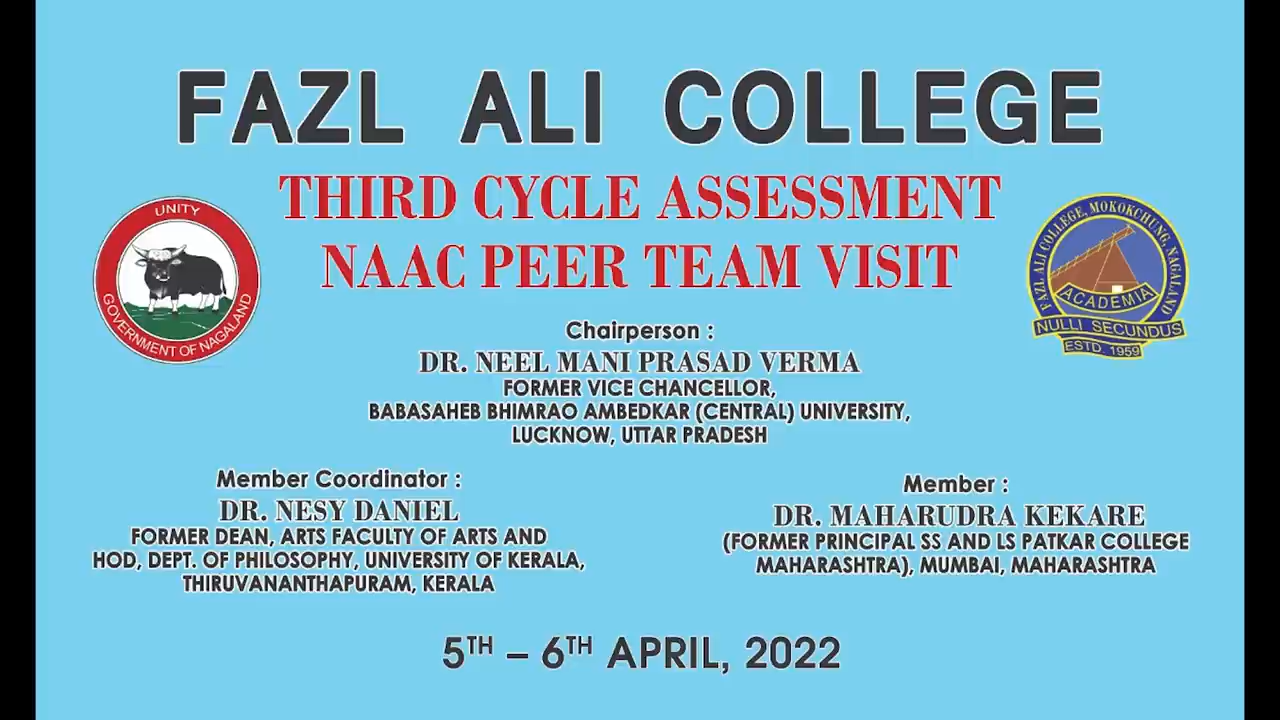 FAZL ALI COLLEGE
THIRD CYCLE ASSESSMENT
NAAC PEER TEAM VISIT
UNITY
GOVERNMENT OF NAGALAND
FAZL ALI COLLEGE, MOKOKCHUNG, NAGALAND
ACADEMIA
NULLI SECUNDUS
ESTD. 1959
Chairperson :
DR. NEEL MANI PRASAD VERMA
FORMER VICE CHANCELLOR,
BABASAHEB BHIMRAO AMBEDKAR (CENTRAL) UNIVERSITY,
LUCKNOW, UTTAR PRADESH
Member Coordinator :
DR. NESY DANIEL
FORMER DEAN, ARTS FACULTY OF ARTS AND
HOD, DEPT. OF PHILOSOPHY, UNIVERSITY OF KERALA,
THIRUVANANTHAPURAM, KERALA
Member :
DR. MAHARUDRA KEKARE
(FORMER PRINCIPAL SS AND LS PATKAR COLLEGE
MAHARASHTRA), MUMBAI, MAHARASHTRA
5TH – 6TH APRIL, 2022